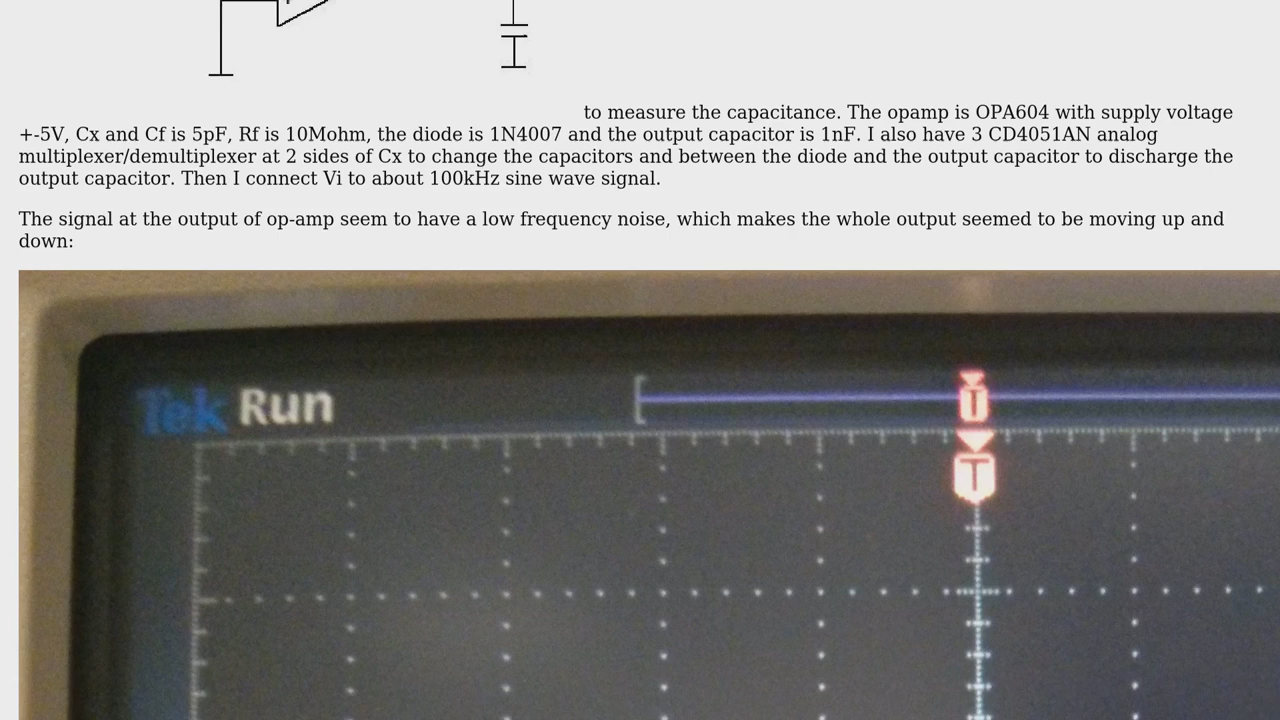 to measure the capacitance. The opamp is OPA604 with supply voltage
+-5V, Cx and Cf is 5pF, Rf is 10Mohm, the diode is 1N4007 and the output capacitor is 1nF. I also have 3 CD4051AN analog
multiplexer/demultiplexer at 2 sides of Cx to change the capacitors and between the diode and the output capacitor to discharge the
output capacitor. Then I connect Vi to about 100kHz sine wave signal.
The signal at the output of op-amp seem to have a low frequency noise, which makes the whole output seemed to be moving up and
down:
Tek Run
T
T